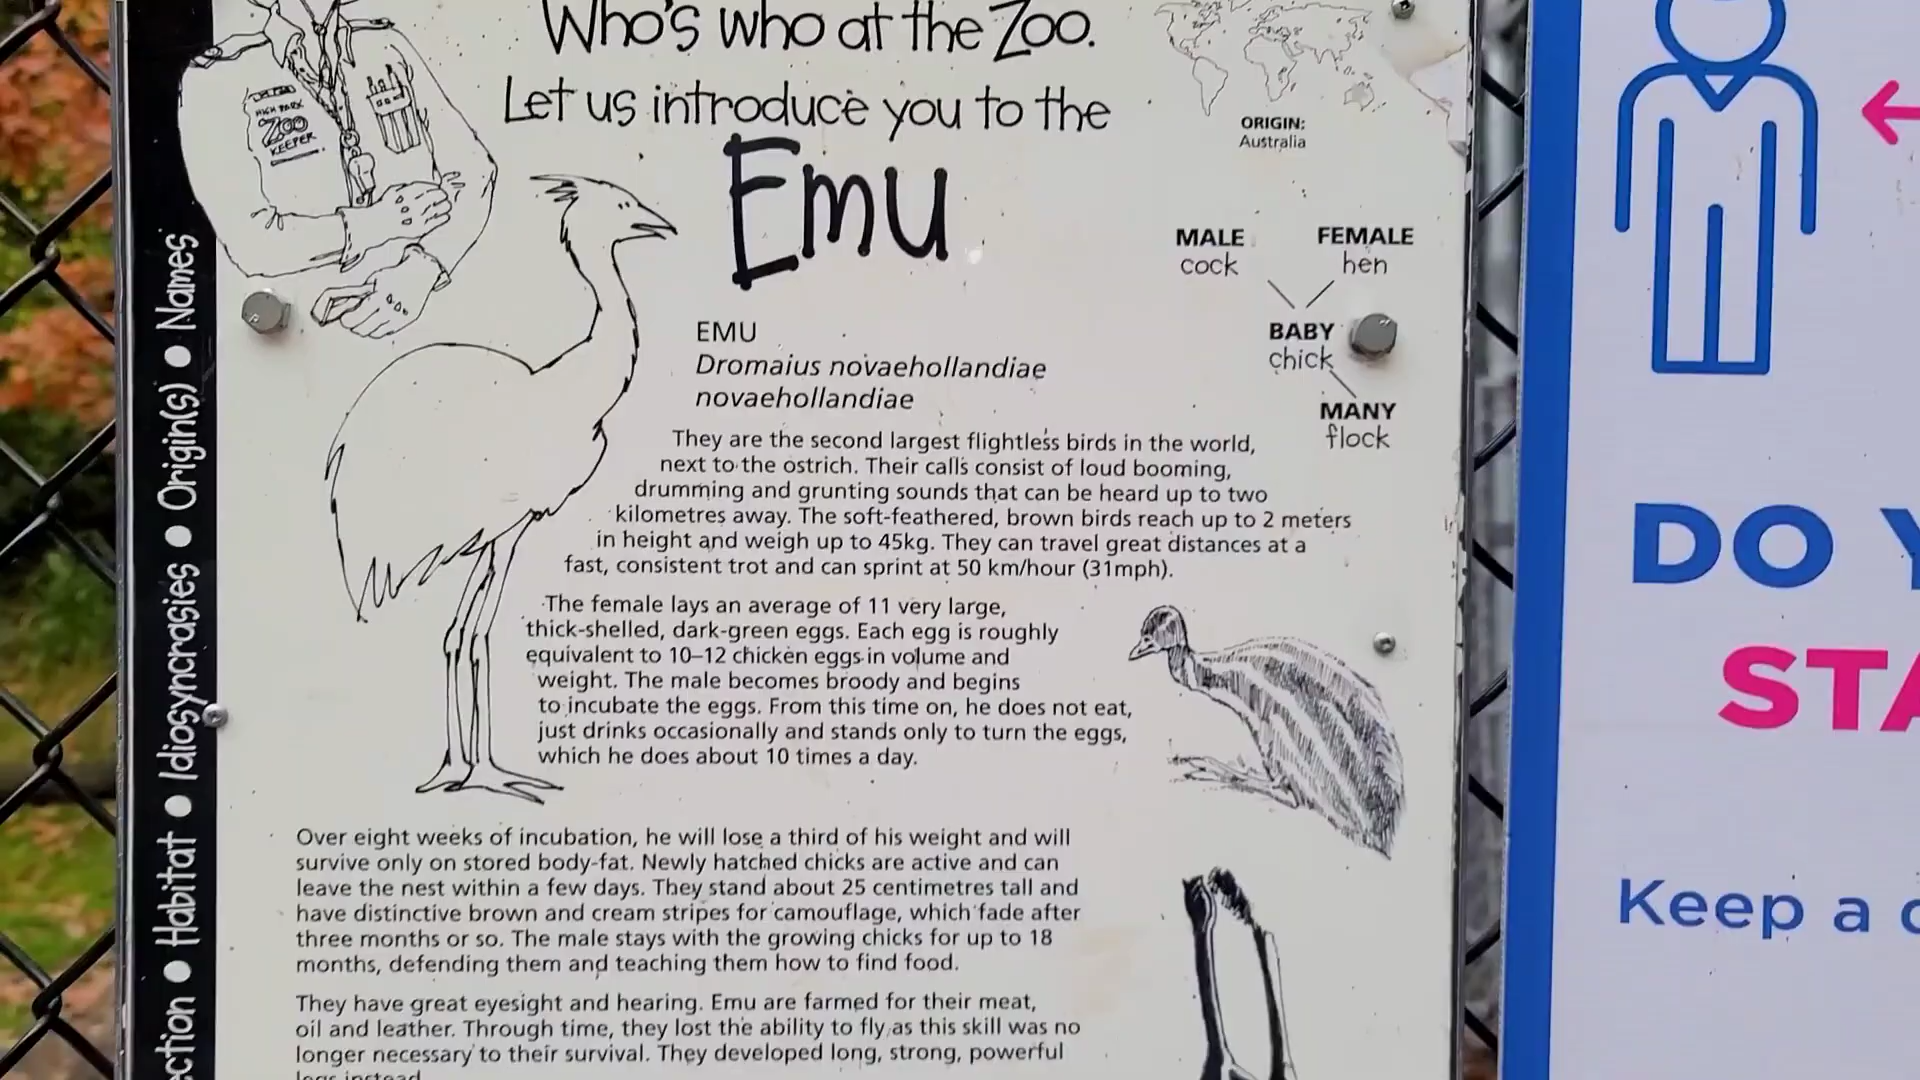 Who's who at the Zoo.
Let us introduce you to the
Emu
HIGH PARK
ZOO
KEEPER
ORIGIN:
Australia
MALE
cock
FEMALE
hen
BABY
chick
MANY
flock
EMU
Dromaius novaehollandiae
novaehollandiae
They are the second largest flightless birds in the world,
next to the ostrich. Their calls consist of loud booming,
drumming and grunting sounds that can be heard up to two
kilometres away. The soft-feathered, brown birds reach up to 2 meters
in height and weigh up to 45kg. They can travel great distances at a
fast, consistent trot and can sprint at 50 km/hour (31mph).
The female lays an average of 11 very large,
thick-shelled, dark-green eggs. Each egg is roughly
equivalent to 10–12 chicken eggs in volume and
weight. The male becomes broody and begins
to incubate the eggs. From this time on, he does not eat,
just drinks occasionally and stands only to turn the eggs,
which he does about 10 times a day.
Over eight weeks of incubation, he will lose a third of his weight and will
survive only on stored body-fat. Newly hatched chicks are active and can
leave the nest within a few days. They stand about 25 centimetres tall and
have distinctive brown and cream stripes for camouflage, which fade after
three months or so. The male stays with the growing chicks for up to 18
months, defending them and teaching them how to find food.
They have great eyesight and hearing. Emu are farmed for their meat,
oil and leather. Through time, they lost the ability to fly as this skill was no
longer necessary to their survival. They developed long, strong, powerful
legs instead.
ection ● Habitat ● Idiosyncrasies ● Origin(s) ● Names
DO Y
STA
Keep a